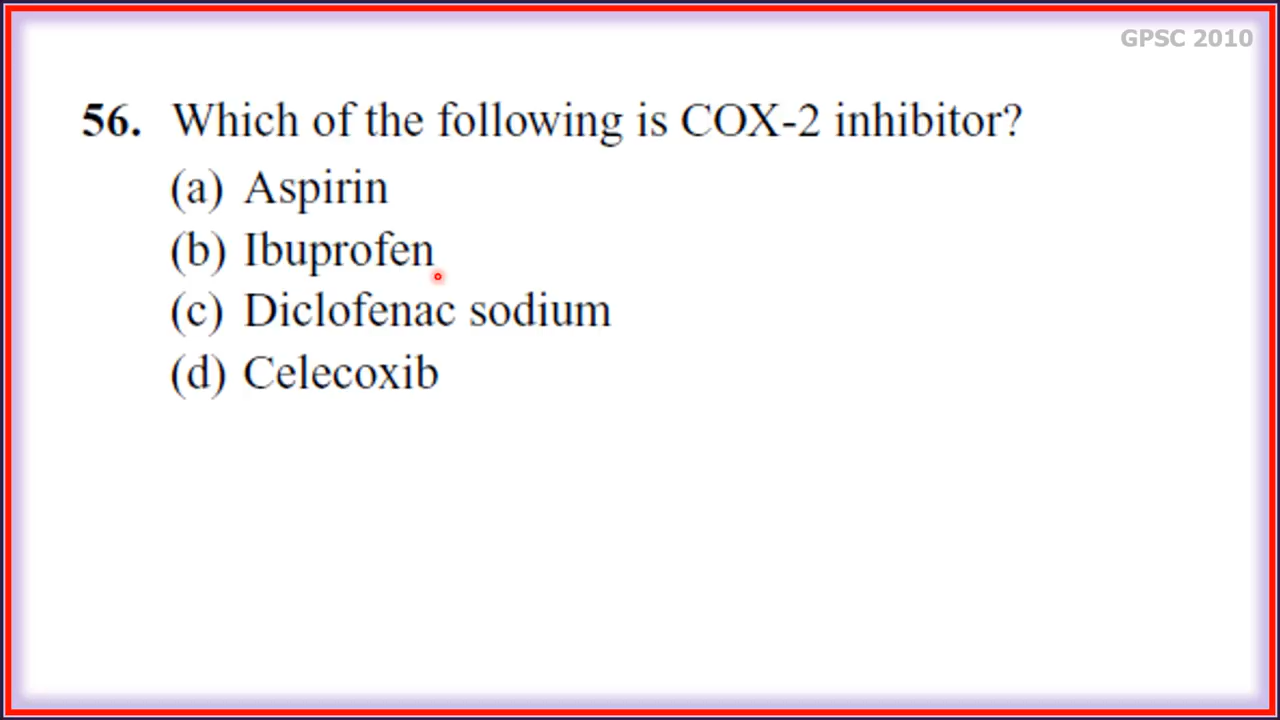 GPSC 2010
56. Which of the following is COX-2 inhibitor?
(a) Aspirin
(b) Ibuprofen
(c) Diclofenac sodium
(d) Celecoxib